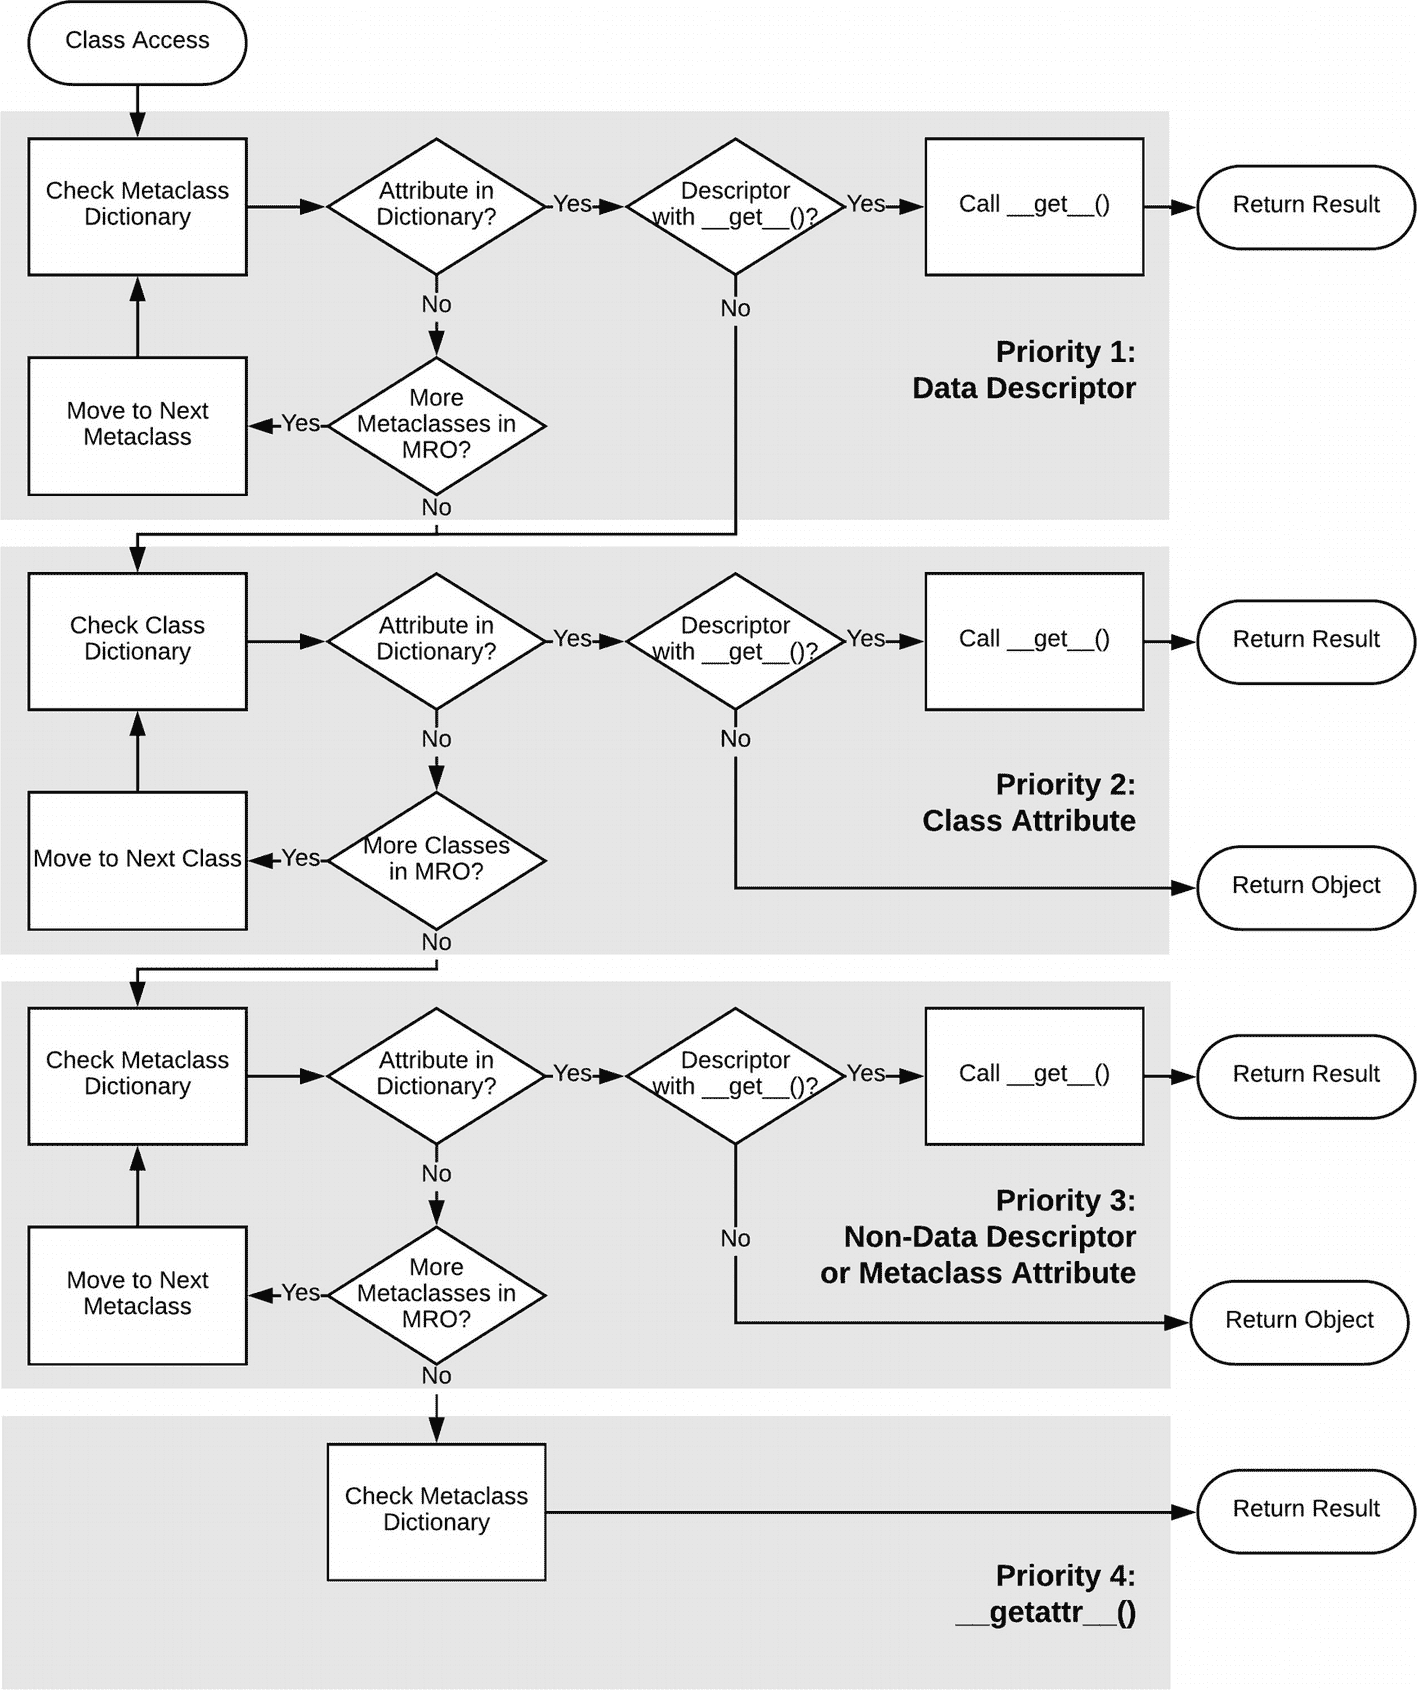 Class Access
Check Metaclass
Dictionary
Attribute in
Dictionary?
Yes
Descriptor
with __get__()?
Yes
Call __get__()
Return Result
No
No
Priority 1:
Data Descriptor
Move to Next
Metaclass
Yes
More
Metaclasses in
MRO?
No
Check Class
Dictionary
Attribute in
Dictionary?
Yes
Descriptor
with __get__()?
Yes
Call __get__()
Return Result
No
No
Priority 2:
Class Attribute
Move to Next Class
Yes
More Classes
in MRO?
Return Object
No
Check Metaclass
Dictionary
Attribute in
Dictionary?
Yes
Descriptor
with __get__()?
Yes
Call __get__()
Return Result
No
No
Priority 3:
Non-Data Descriptor
or Metaclass Attribute
Move to Next
Metaclass
Yes
More
Metaclasses in
MRO?
Return Object
No
Check Metaclass
Dictionary
Return Result
Priority 4:
__getattr__()